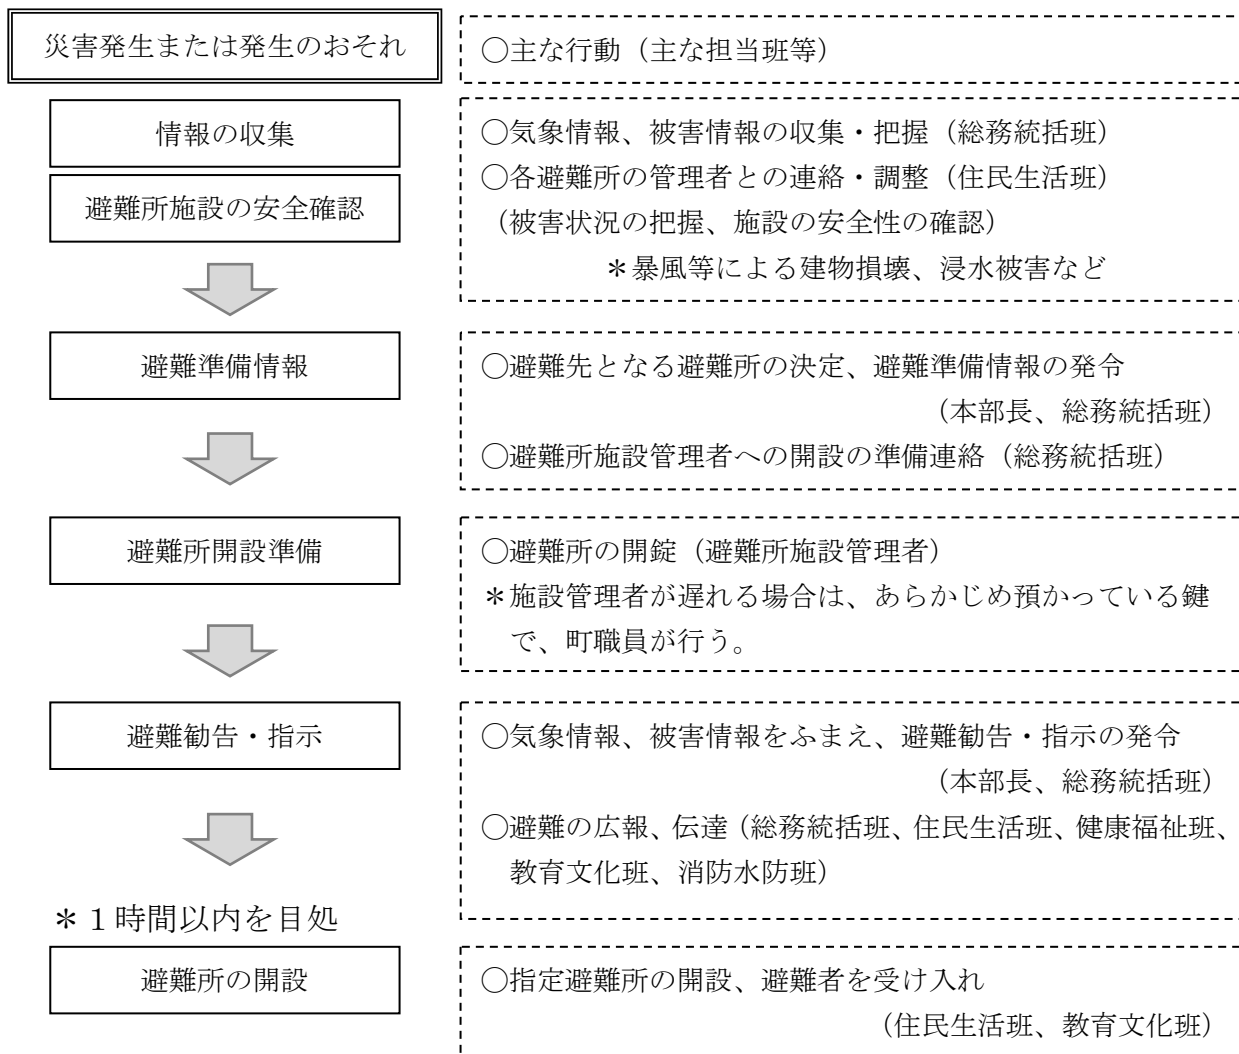 災害発生または発生のおそれ
○主な行動（主な担当班等）
情報の収集
避難所施設の安全確認
○気象情報、被害情報の収集・把握（総務統括班）
○各避難所の管理者との連絡・調整（住民生活班）
（被害状況の把握、施設の安全性の確認）
＊暴風等による建物損壊、浸水被害など
避難準備情報
○避難先となる避難所の決定、避難準備情報の発令
（本部長、総務統括班）
○避難所施設管理者への開設の準備連絡（総務統括班）
避難所開設準備
○避難所の開錠（避難所施設管理者）
＊施設管理者が遅れる場合は、あらかじめ預かっている鍵
で、町職員が行う。
避難勧告・指示
○気象情報、被害情報をふまえ、避難勧告・指示の発令
（本部長、総務統括班）
○避難の広報、伝達（総務統括班、住民生活班、健康福祉班、
教育文化班、消防水防班）
＊１時間以内を目処
避難所の開設
○指定避難所の開設、避難者を受け入れ
（住民生活班、教育文化班）